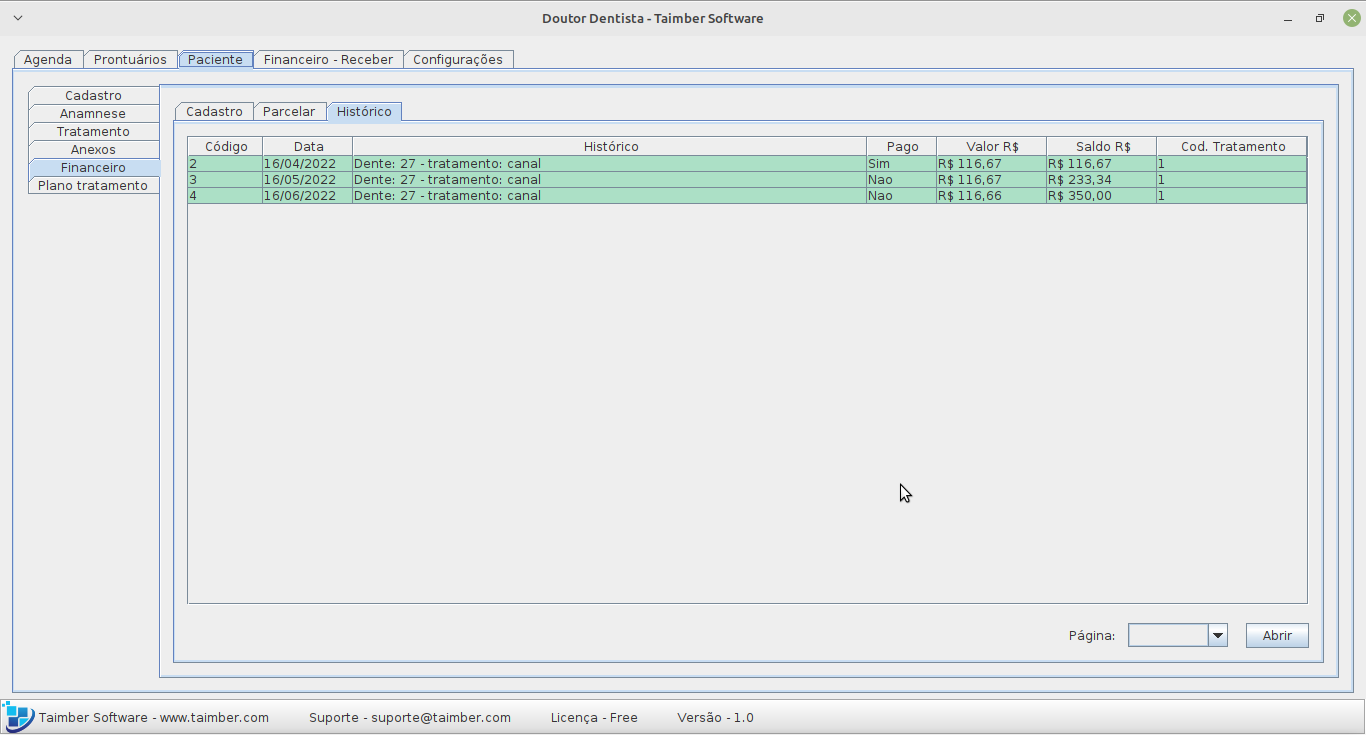 Doutor Dentista - Taimber Software
Agenda Prontuários Paciente Financeiro - Receber Configurações
Cadastro
Anamnese
Tratamento
Anexos
Financeiro
Plano tratamento
Cadastro Parcelar Histórico
Código Data Histórico Pago Valor R$ Saldo R$ Cod. Tratamento
2 16/04/2022 Dente: 27 - tratamento: canal Sim R$ 116,67 R$ 116,67 1
3 16/05/2022 Dente: 27 - tratamento: canal Nao R$ 116,67 R$ 233,34 1
4 16/06/2022 Dente: 27 - tratamento: canal Nao R$ 116,66 R$ 350,00 1
Página: Abrir
Taimber Software - www.taimber.com Suporte - suporte@taimber.com Licença - Free Versão - 1.0